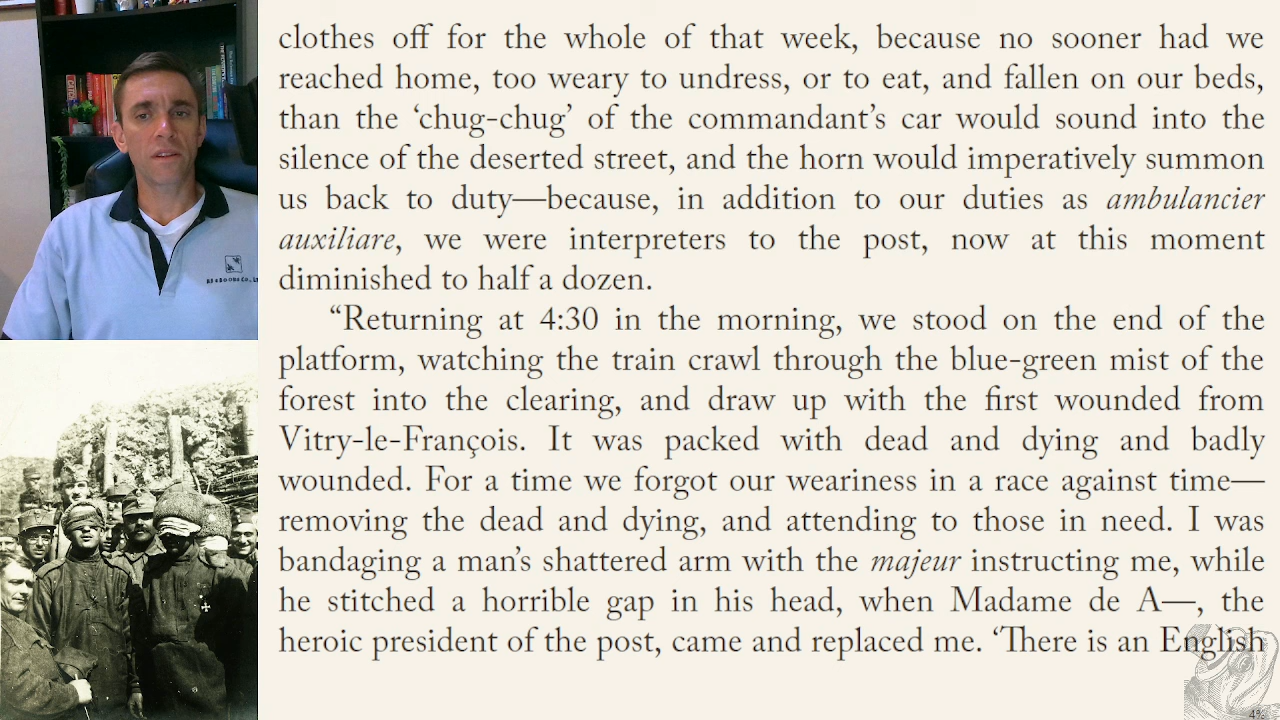 clothes off for the whole of that week, because no sooner had we
reached home, too weary to undress, or to eat, and fallen on our beds,
than the ‘chug-chug’ of the commandant’s car would sound into the
silence of the deserted street, and the horn would imperatively summon
us back to duty—because, in addition to our duties as ambulancier
auxiliare, we were interpreters to the post, now at this moment
diminished to half a dozen.
“Returning at 4:30 in the morning, we stood on the end of the
platform, watching the train crawl through the blue-green mist of the
forest into the clearing, and draw up with the first wounded from
Vitry-le-François. It was packed with dead and dying and badly
wounded. For a time we forgot our weariness in a race against time—
removing the dead and dying, and attending to those in need. I was
bandaging a man’s shattered arm with the majeur instructing me, while
he stitched a horrible gap in his head, when Madame de A—, the
heroic president of the post, came and replaced me. ‘There is an English
4%